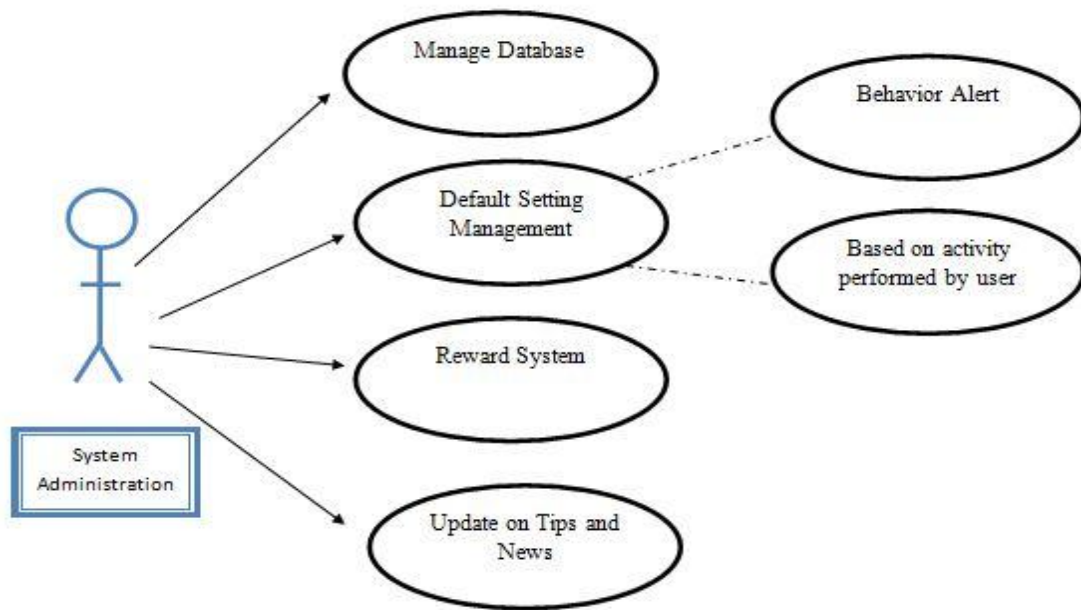 Manage Database
Behavior Alert
Default Setting
Management
Based on activity
performed by user
Reward System
System
Administration
Update on Tips and
News